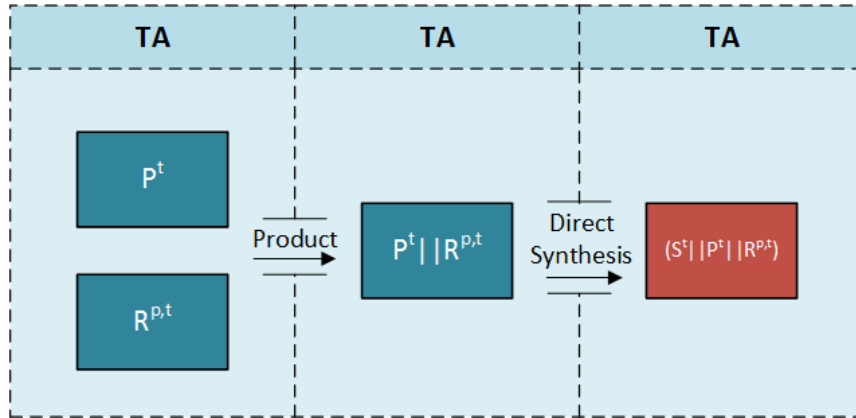 TA
TA
TA
P^t
R^p,t
Product
P^t||R^p,t
Direct
Synthesis
(S^t||P^t||R^p,t)